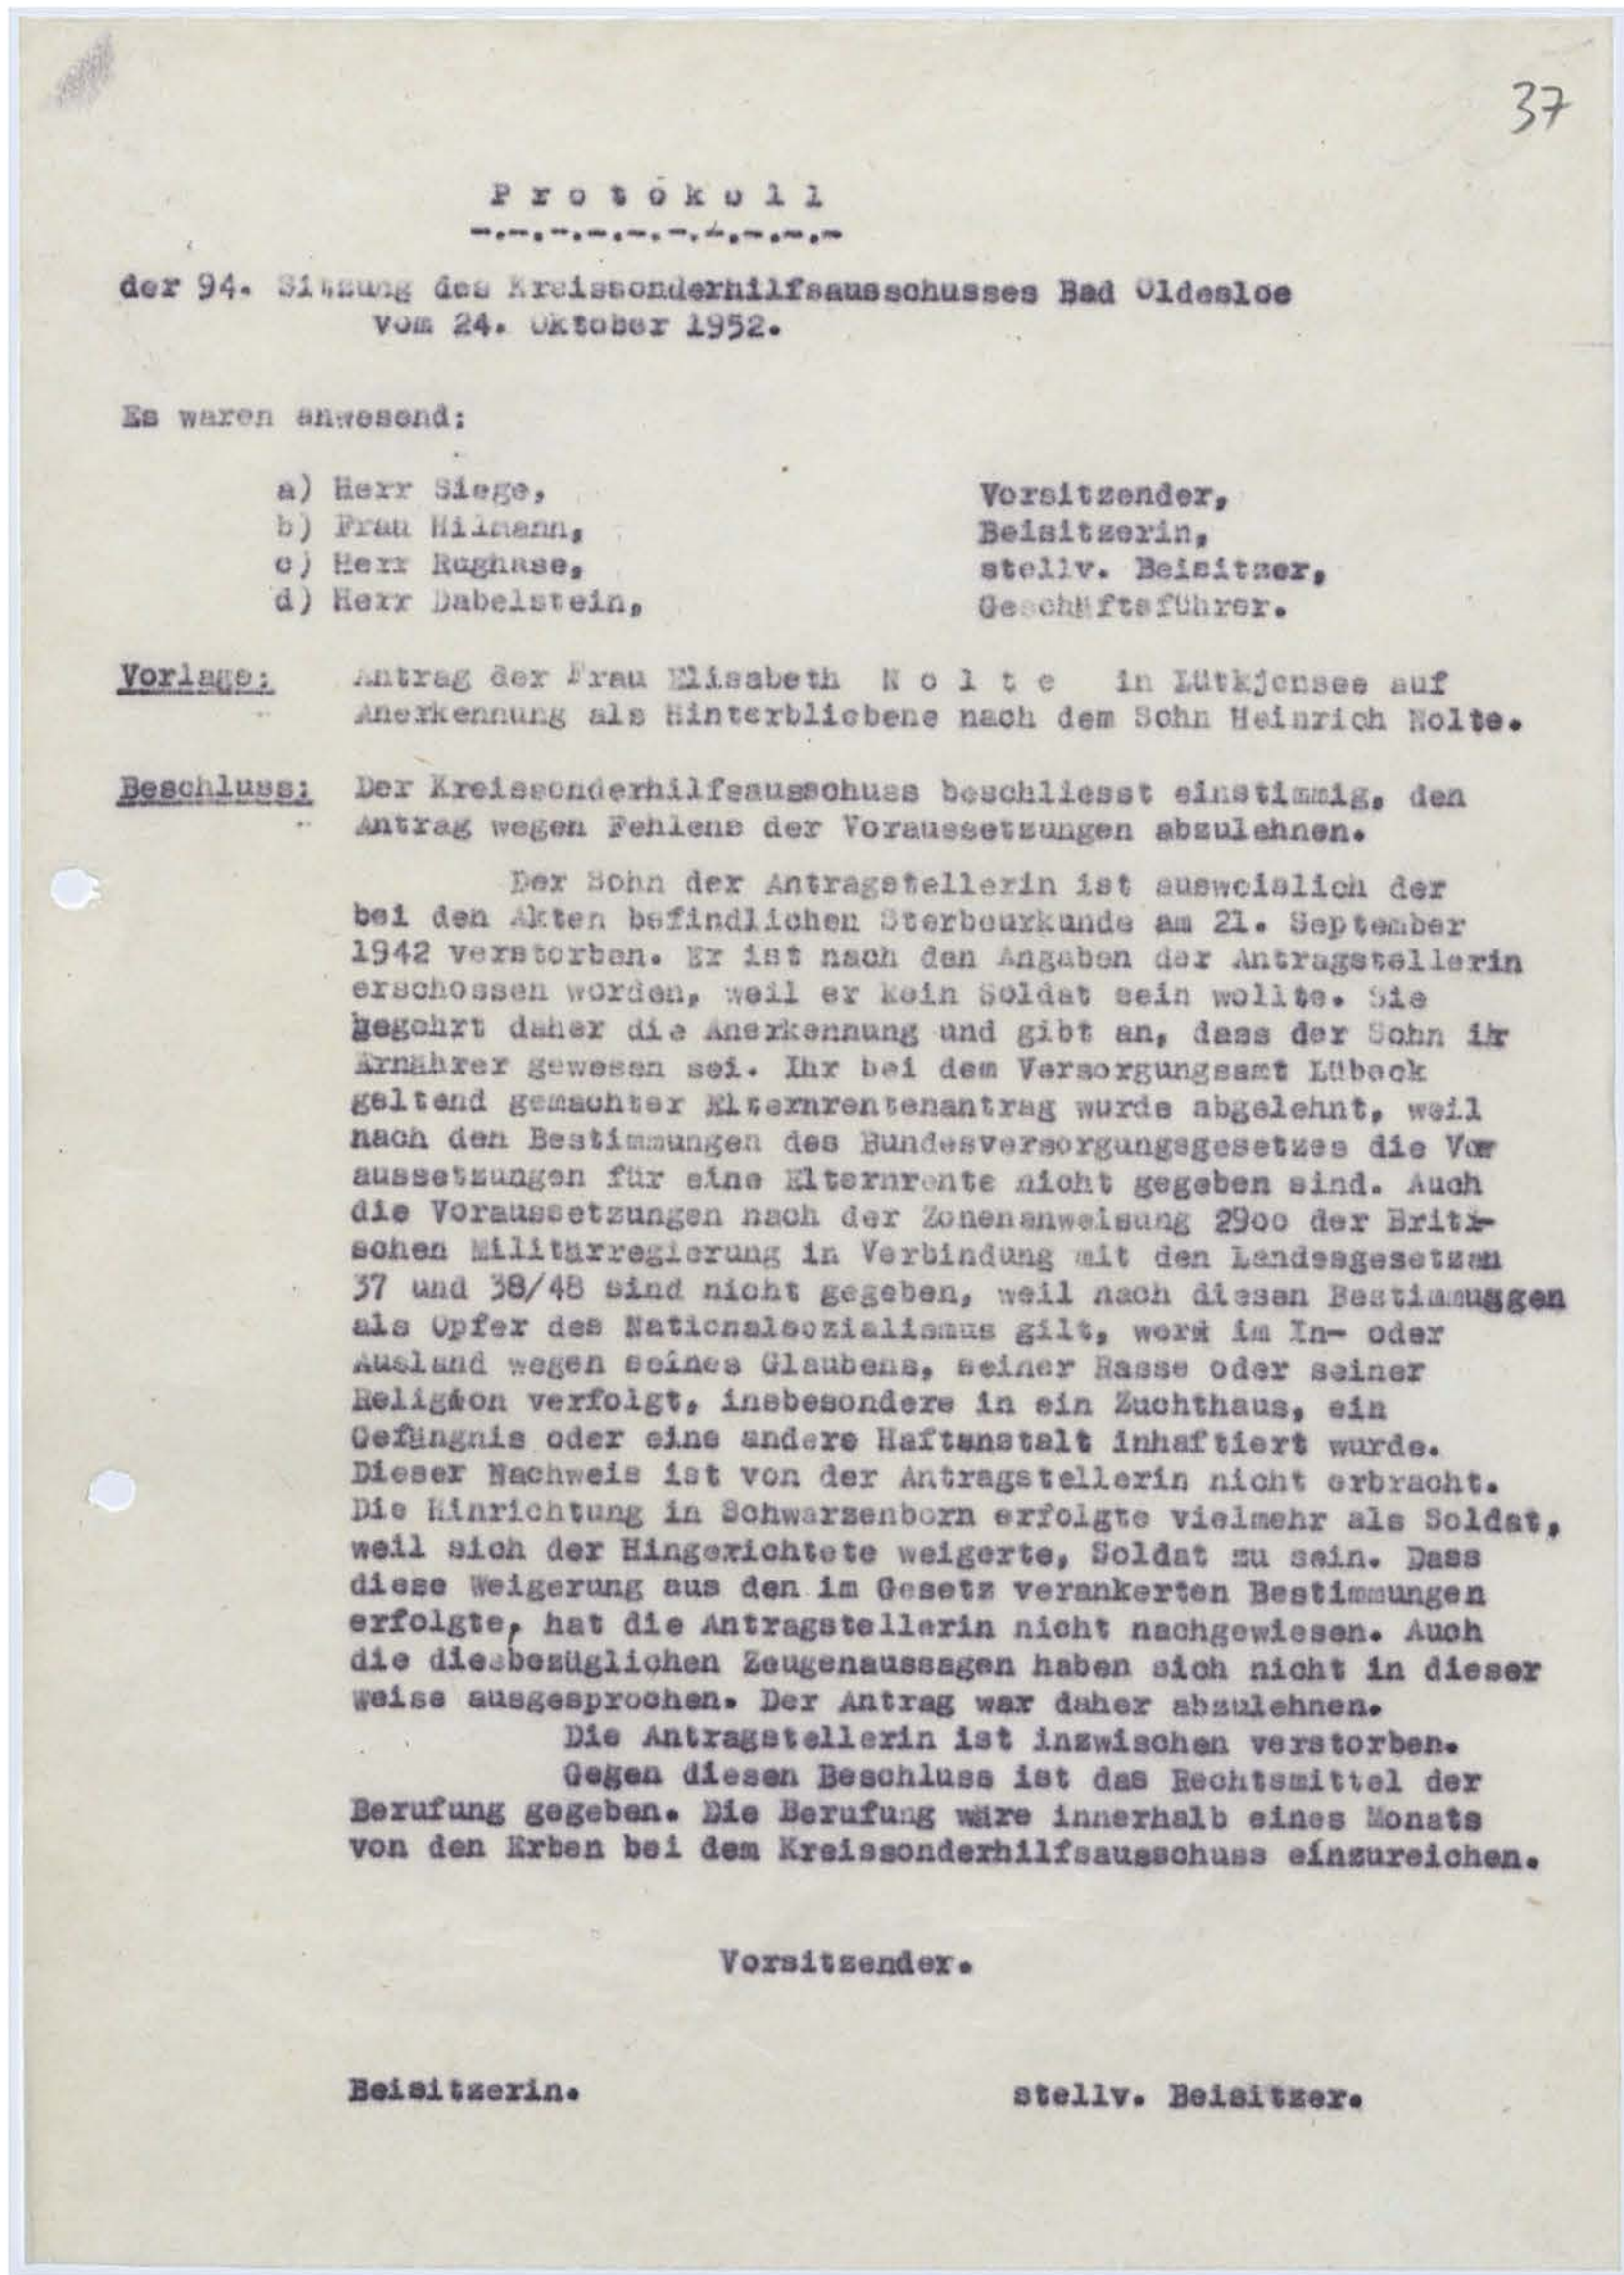 37
P r o t o k o l l
-.-.-.-.-.-.-.-.-.-
der 94. Sitzung des Kreissonderhilfsausschusses Bad Oldesloe
vom 24. Oktober 1952.
Es waren anwesend:
a) Herr Siege, Vorsitzender,
b) Frau Hilmann, Beisitzerin,
c) Herr Rughase, stellv. Beisitzer,
d) Herr Dabelstein, Geschäftsführer.
Vorlage: Antrag der Frau Elisabeth N o l t e in Lütkjensee auf
Anerkennung als Hinterbliebene nach dem Sohn Heinrich Nolte.
Beschluss: Der Kreissonderhilfsausschuss beschliesst einstimmig, den
Antrag wegen Fehlens der Voraussetzungen abzulehnen.
Der Sohn der Antragstellerin ist ausweislich der
bei den Akten befindlichen Sterbeurkunde am 21. September
1942 verstorben. Er ist nach den Angaben der Antragstellerin
erschossen worden, weil er kein Soldat sein wollte. Sie
begehrt daher die Anerkennung und gibt an, dass der Sohn ihr
Ernährer gewesen sei. Ihr bei dem Versorgungsamt Lübeck
geltend gemachter Elternrentenantrag wurde abgelehnt, weil
nach den Bestimmungen des Bundesversorgungsgesetzes die Vor
aussetzungen für eine Elternrente nicht gegeben sind. Auch
die Voraussetzungen nach der Zonenanweisung 2900 der Briti-
schen Militärregierung in Verbindung mit den Landesgesetzen
37 und 38/48 sind nicht gegeben, weil nach diesen Bestimmuggen
als Opfer des Nationalsozialismus gilt, wer im In- oder
Ausland wegen seines Glaubens, seiner Rasse oder seiner
Religion verfolgt, insbesondere in ein Zuchthaus, ein
Gefängnis oder eine andere Haftanstalt inhaftiert wurde.
Dieser Nachweis ist von der Antragstellerin nicht erbracht.
Die Hinrichtung in Schwarzenborn erfolgte vielmehr als Soldat,
weil sich der Hingerichtete weigerte, Soldat zu sein. Dass
diese Weigerung aus den im Gesetz verankerten Bestimmungen
erfolgte, hat die Antragstellerin nicht nachgewiesen. Auch
die diesbezüglichen Zeugenaussagen haben sich nicht in dieser
Weise ausgesprochen. Der Antrag war daher abzulehnen.
Die Antragstellerin ist inzwischen verstorben.
Gegen diesen Beschluss ist das Rechtsmittel der
Berufung gegeben. Die Berufung wäre innerhalb eines Monats
von den Erben bei dem Kreissonderhilfsausschuss einzureichen.
Vorsitzender.
Beisitzerin. stellv. Beisitzer.